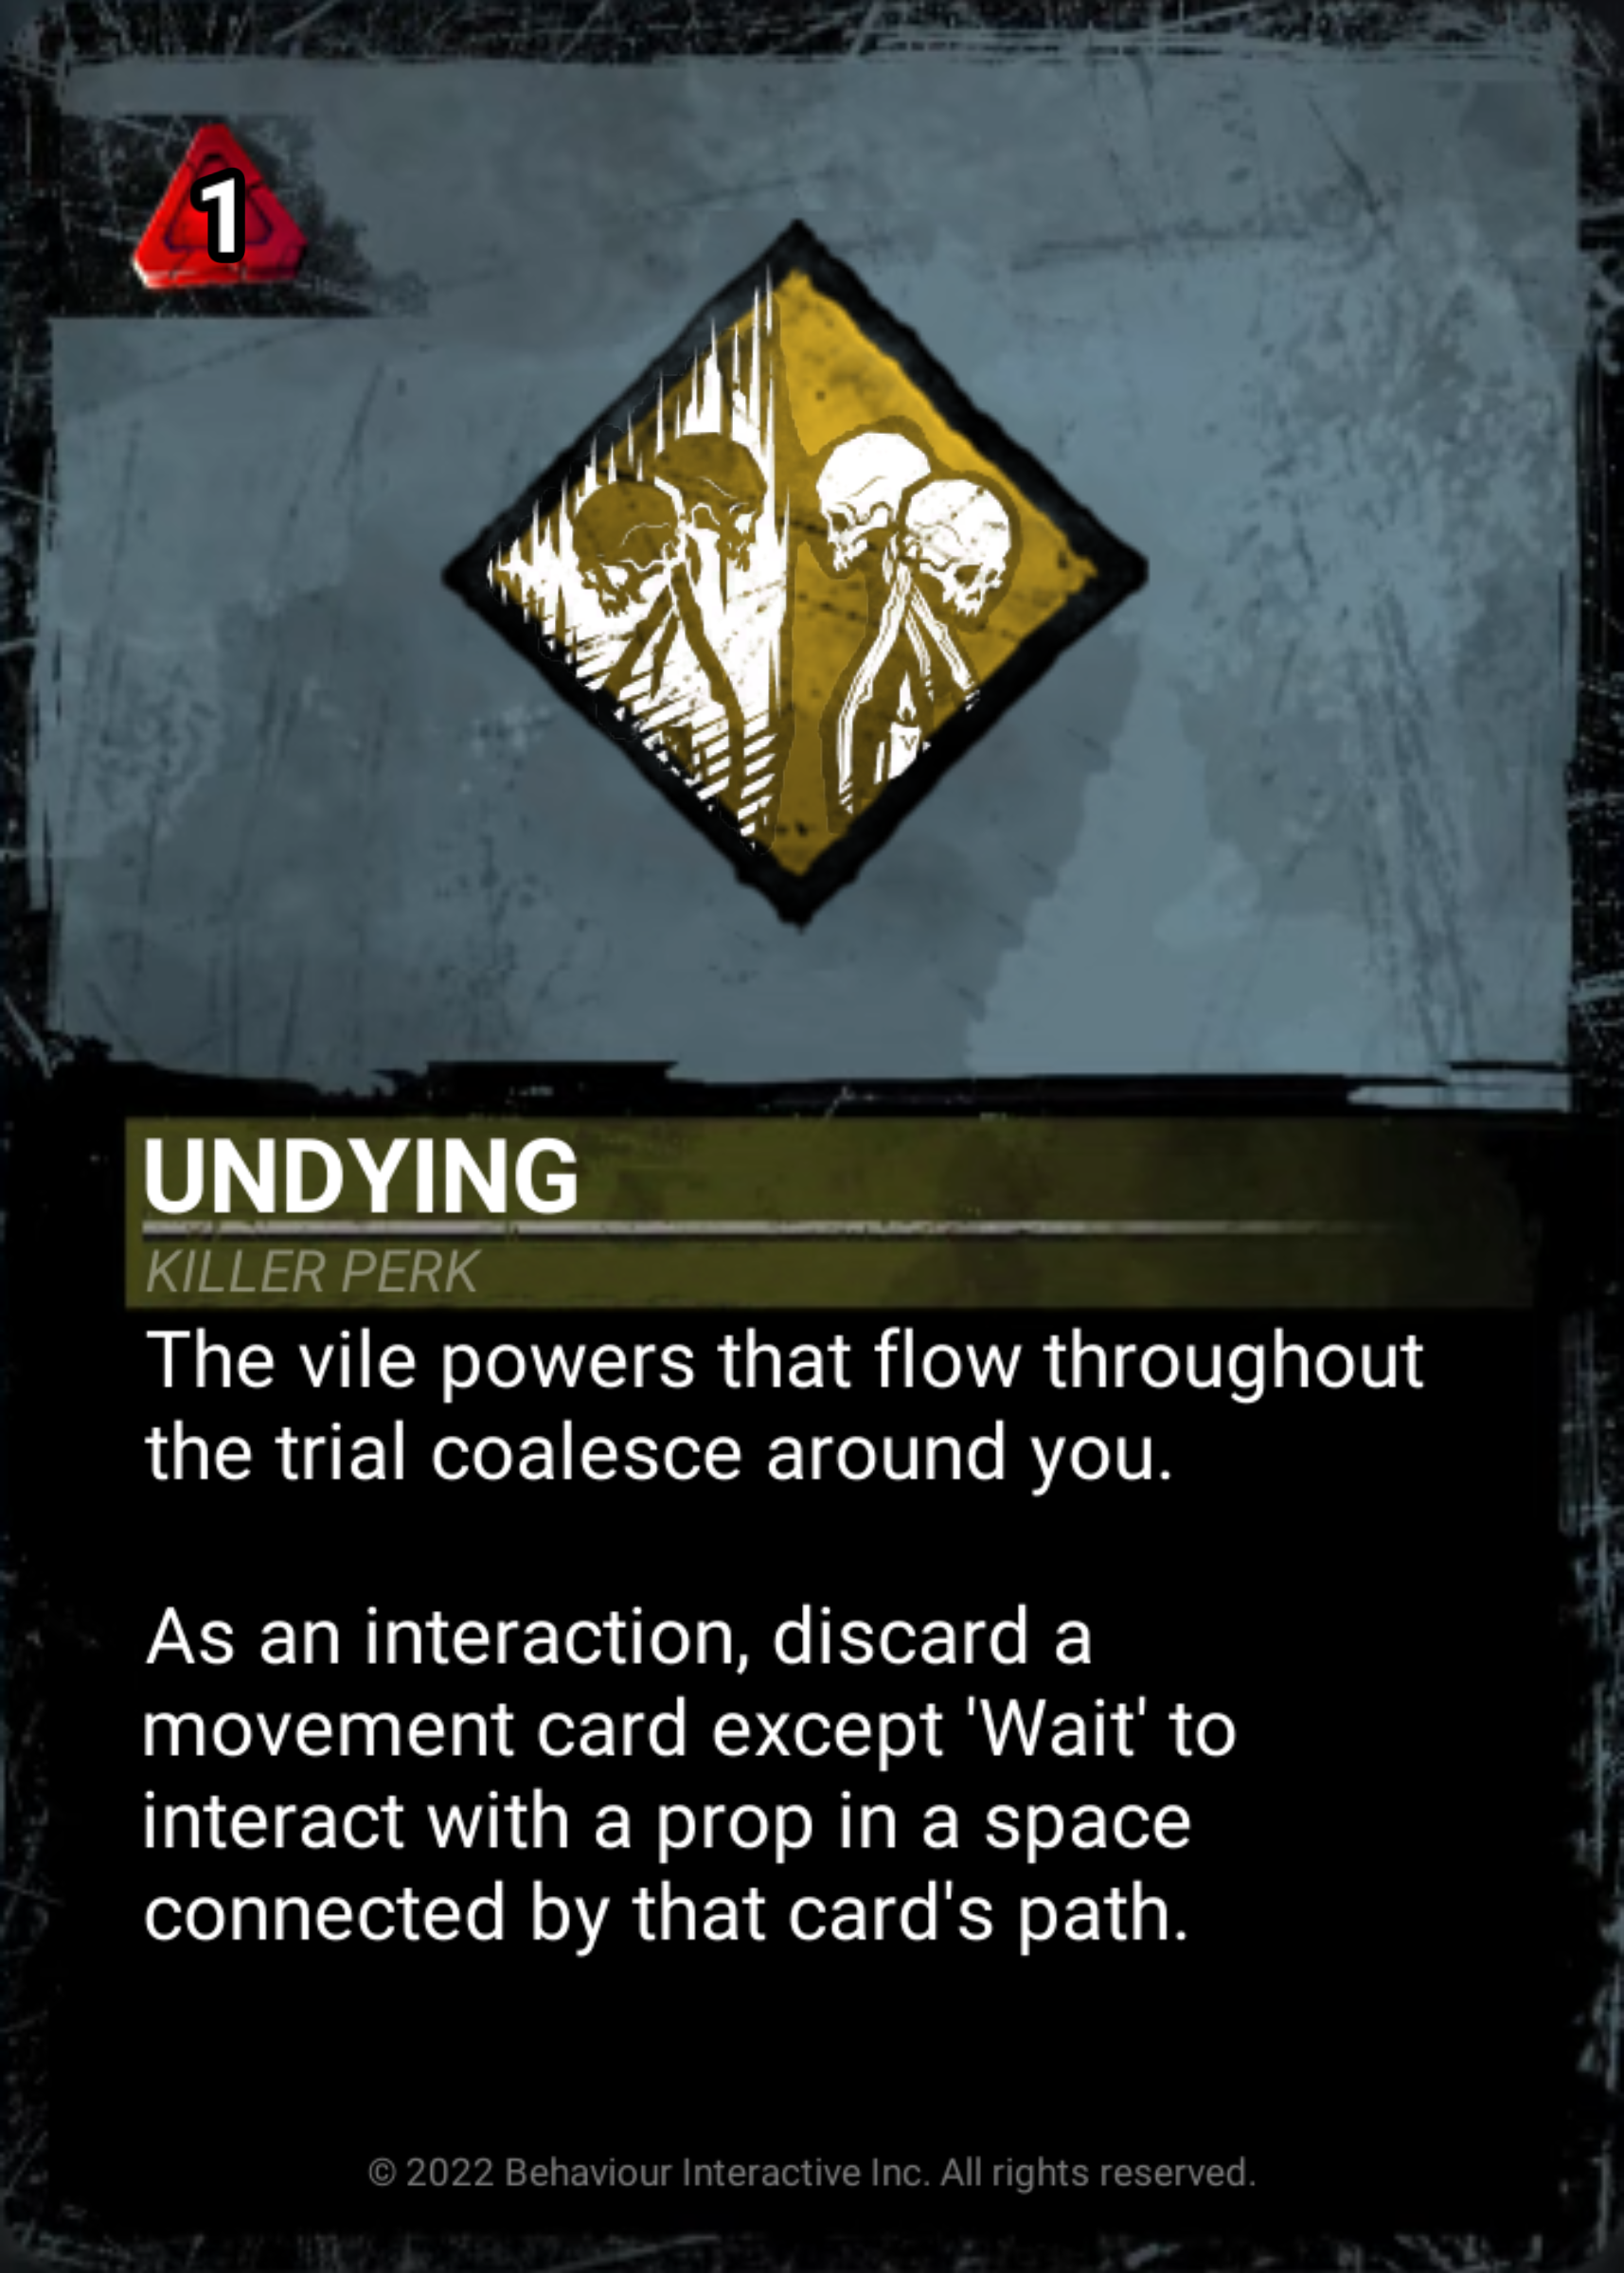 1
UNDYING
KILLER PERK
The vile powers that flow throughout
the trial coalesce around you.
As an interaction, discard a
movement card except 'Wait' to
interact with a prop in a space
connected by that card's path.
© 2022 Behaviour Interactive Inc. All rights reserved.